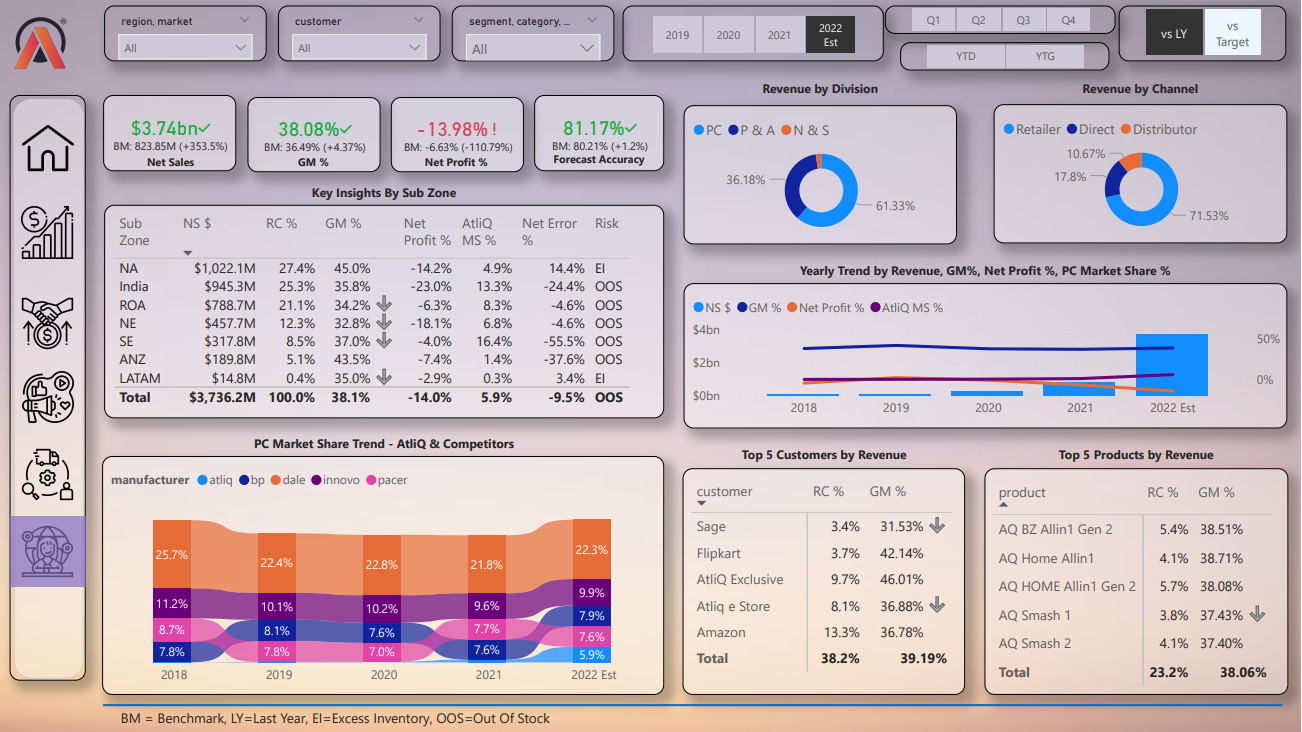 region, market
All
customer
All
segment, category, ...
All
2019
2020
2021
2022
Est
Q1
Q2
Q3
Q4
YTD
YTG
vs LY
vs
Target
®
$3.74bn
BM: 823.85M (+353.5%)
Net Sales
38.08%
BM: 36.49% (+4.37%)
GM %
-13.98% !
BM: -6.63% (-110.79%)
Net Profit %
81.17%
BM: 80.21% (+1.2%)
Forecast Accuracy
Revenue by Division
PC P & A N & S
36.18%
61.33%
Revenue by Channel
Retailer Direct Distributor
10.67%
17.8%
71.53%
Key Insights By Sub Zone
Sub Zone NS $ RC % GM % Net Profit % AtliQ MS % Net Error % Risk
NA $1,022.1M 27.4% 45.0% -14.2% 4.9% 14.4% EI
India $945.3M 25.3% 35.8% -23.0% 13.3% -24.4% OOS
ROA $788.7M 21.1% 34.2% -6.3% 8.3% -4.6% OOS
NE $457.7M 12.3% 32.8% -18.1% 6.8% -4.6% OOS
SE $317.8M 8.5% 37.0% -4.0% 16.4% -55.5% OOS
ANZ $189.8M 5.1% 43.5% -7.4% 1.4% -37.6% OOS
LATAM $14.8M 0.4% 35.0% -2.9% 0.3% 3.4% EI
Total $3,736.2M 100.0% 38.1% -14.0% 5.9% -9.5% OOS
Yearly Trend by Revenue, GM%, Net Profit %, PC Market Share %
NS $ GM % Net Profit % AtliQ MS %
$4bn
$2bn
$0bn
50%
0%
2018 2019 2020 2021 2022 Est
PC Market Share Trend - AtliQ & Competitors
manufacturer atliq bp dale innovo pacer
25.7% 22.4% 22.8% 21.8% 22.3%
11.2% 10.1% 10.2% 9.6% 9.9%
8.7% 8.1% 7.6% 7.7% 7.9%
7.8% 7.8% 7.0% 7.6% 7.6%
5.9%
2018 2019 2020 2021 2022 Est
Top 5 Customers by Revenue
customer RC % GM %
Sage 3.4% 31.53%
Flipkart 3.7% 42.14%
AtliQ Exclusive 9.7% 46.01%
Atliq e Store 8.1% 36.88%
Amazon 13.3% 36.78%
Total 38.2% 39.19%
Top 5 Products by Revenue
product RC % GM %
AQ BZ Allin1 Gen 2 5.4% 38.51%
AQ Home Allin1 4.1% 38.71%
AQ HOME Allin1 Gen 2 5.7% 38.08%
AQ Smash 1 3.8% 37.43%
AQ Smash 2 4.1% 37.40%
Total 23.2% 38.06%
BM = Benchmark, LY=Last Year, EI=Excess Inventory, OOS=Out Of Stock